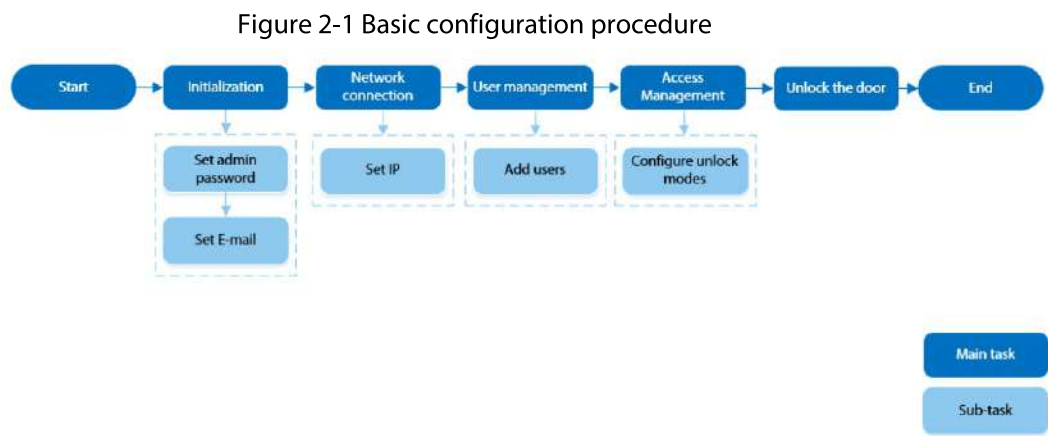 Figure 2-1 Basic configuration procedure
Start
Initialization
Network
connection
User management
Access
Management
Unlock the door
End
Set admin
password
Set E-mail
Set IP
Add users
Configure unlock
modes
Main task
Sub-task